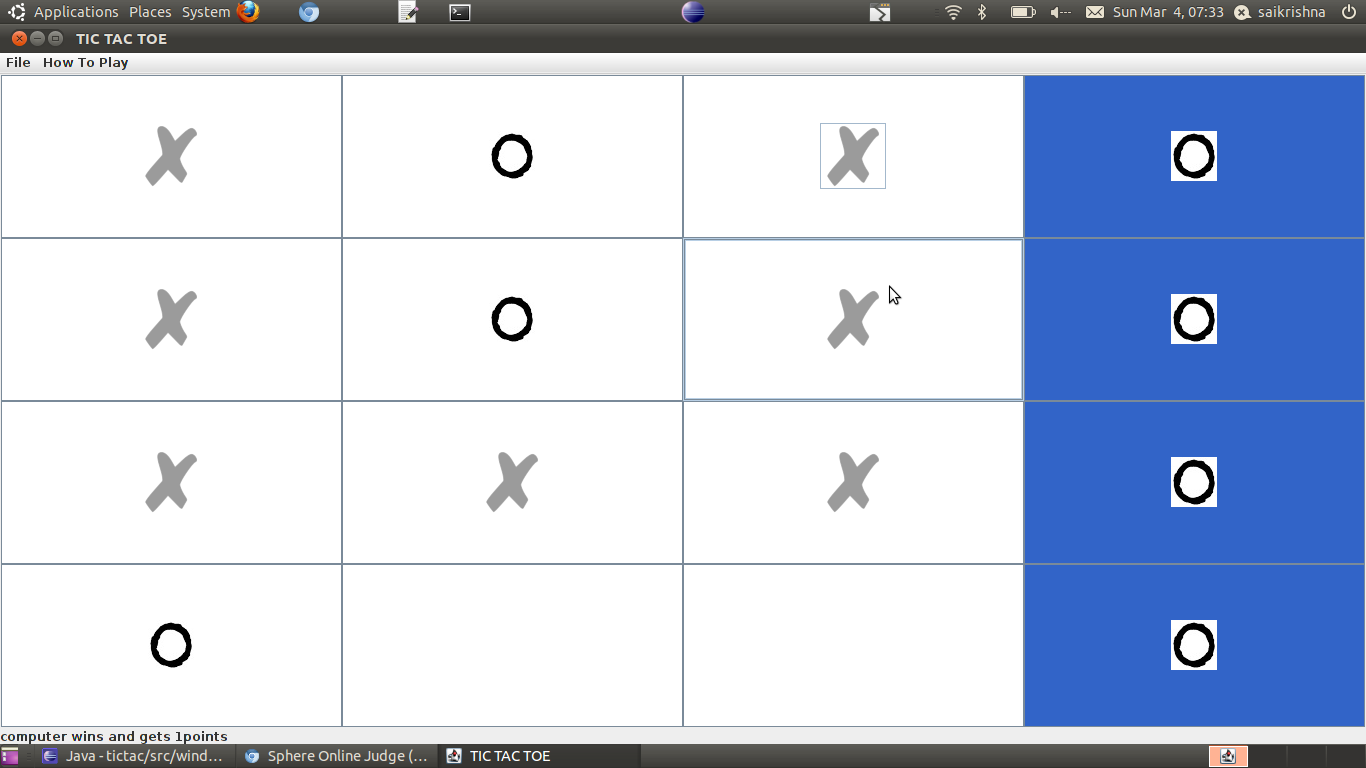 Applications Places System Sun Mar 4, 07:33 saikrishna
TIC TAC TOE
File How To Play
X O X O
X O X O
X X X O
O O
computer wins and gets 1points
Java - tictac/src/wind... Sphere Online Judge (... TIC TAC TOE